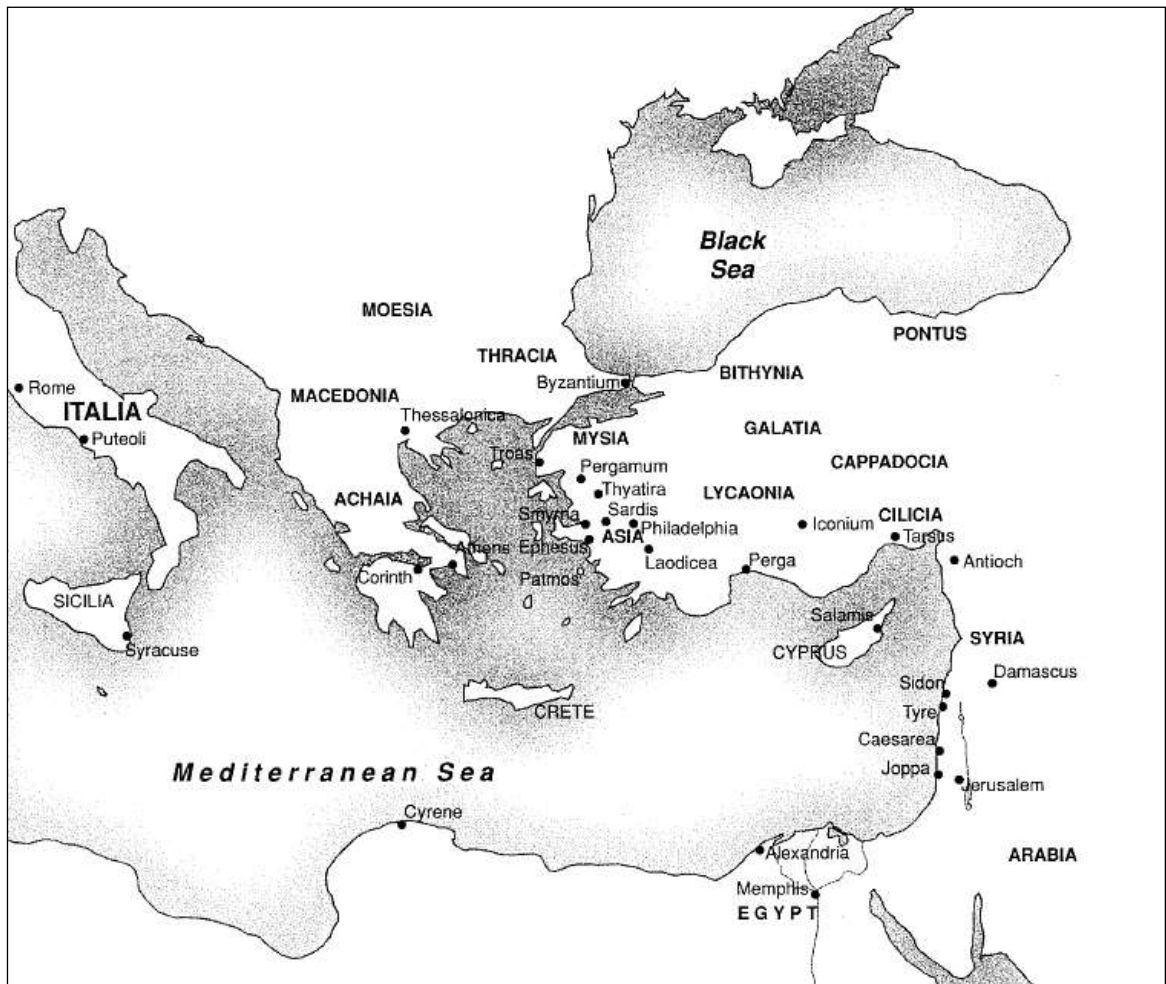 Black
Sea
MOESIA
PONTUS
THRACIA
BITHYNIA
Byzantium
Rome
MACEDONIA
ITALIA
Thessalonica
GALATIA
Puteoli
MYSIA
Troas
CAPPADOCIA
Pergamum
Thyatira
LYCAONIA
ACHAIA
Smyrna
Sardis
Philadelphia
Iconium
CILICIA
ASIA
Tarsus
Athens
Ephesus
Laodicea
Perga
Antioch
Corinth
Patmos
SICILIA
Salamis
Syracuse
CYPRUS
SYRIA
Damascus
Sidon
CRETE
Tyre
Caesarea
Mediterranean Sea
Joppa
Jerusalem
Cyrene
Alexandria
ARABIA
Memphis
EGYPT